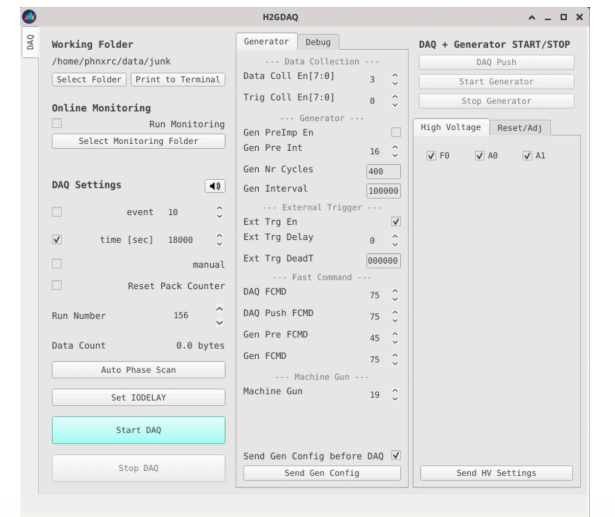 H2GDAQ
DAQ
Working Folder
/home/phnxrc/data/junk
Select Folder Print to Terminal
Online Monitoring
Run Monitoring
Select Monitoring Folder
DAQ Settings
event 10
time [sec] 18000
manual
Reset Pack Counter
Run Number 156
Data Count 0.0 bytes
Auto Phase Scan
Set IODELAY
Start DAQ
Stop DAQ
Generator Debug
--- Data Collection ---
Data Coll En[7:0] 3
Trig Coll En[7:0] 0
--- Generator ---
Gen PreImp En
Gen Pre Int 16
Gen Nr Cycles 400
Gen Interval 100000
--- External Trigger ---
Ext Trg En
Ext Trg Delay 0
Ext Trg DeadT 000000
--- Fast Command ---
DAQ FCMD 75
DAQ Push FCMD 75
Gen Pre FCMD 45
Gen FCMD 75
--- Machine Gun ---
Machine Gun 19
Send Gen Config before DAQ
Send Gen Config
DAQ + Generator START/STOP
DAQ Push
Start Generator
Stop Generator
High Voltage Reset/Adj
F0 A0 A1
Send HV Settings